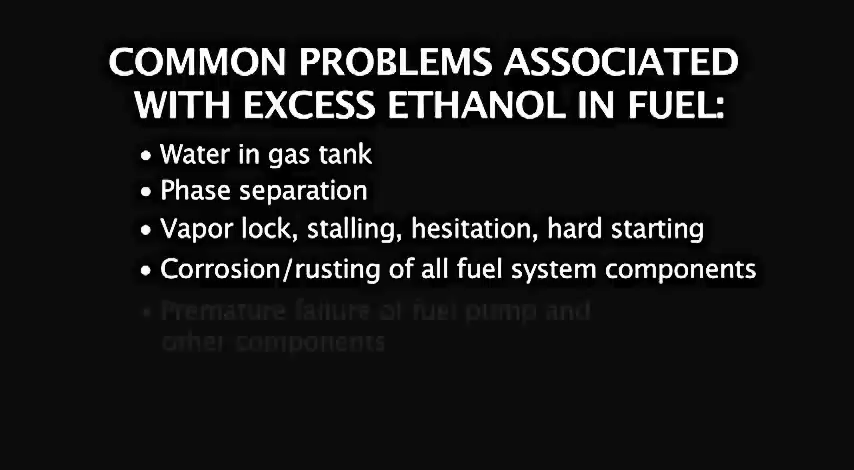 COMMON PROBLEMS ASSOCIATED
WITH EXCESS ETHANOL IN FUEL:
• Water in gas tank
• Phase separation
• Vapor lock, stalling, hesitation, hard starting
• Corrosion/rusting of all fuel system components
• Premature failure of fuel pump and
other components